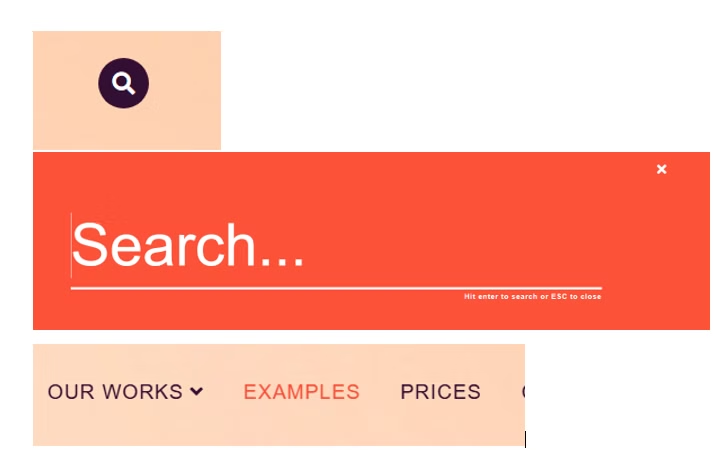 Search...
Hit enter to search or ESC to close
OUR WORKS EXAMPLES PRICES